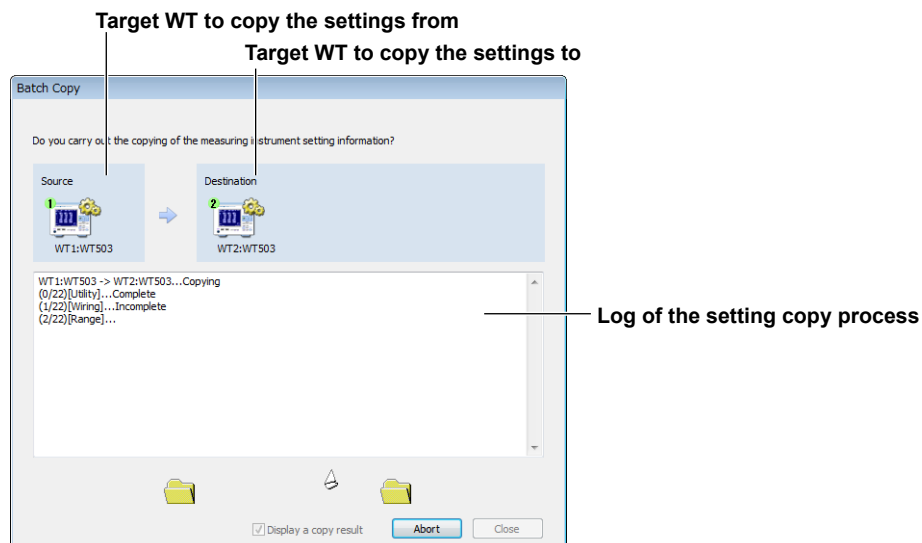 Target WT to copy the settings from
Target WT to copy the settings to
Batch Copy
Do you carry out the copying of the measuring instrument setting information?
Source
Destination
1
2
WT1:WT503
WT2:WT503
WT1:WT503 -> WT2:WT503...Copying
(0/22)[Utility]...Complete
(1/22)[Wiring]...Incomplete
(2/22)[Range]...
Log of the setting copy process
Display a copy result
Abort
Close